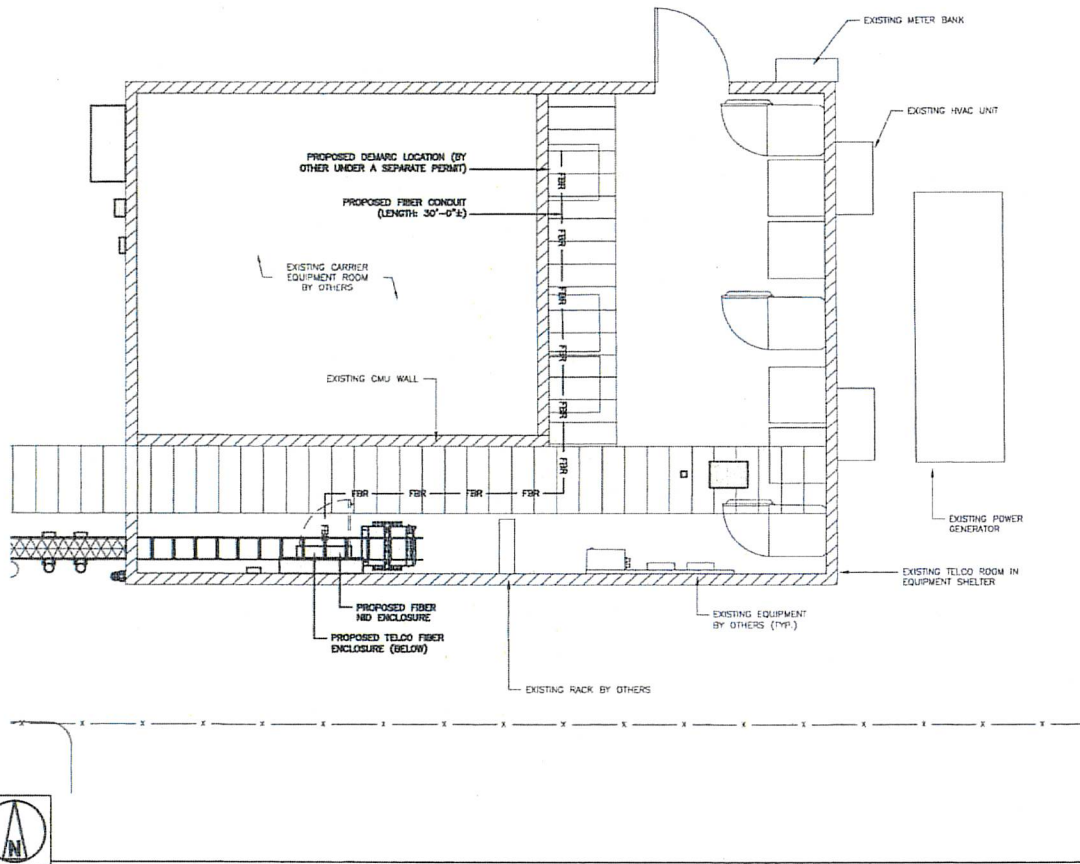 EXISTING METER BANK
EXISTING HVAC UNIT
PROPOSED DEMARC LOCATION (BY
OTHER UNDER A SEPARATE PERMIT)
PROPOSED FIBER CONDUIT
(LENGTH: 30'-0"±)
FBR
FBR
FBR
FBR
FBR
FBR
EXISTING CARRIER
EQUIPMENT ROOM
BY OTHERS
EXISTING CMU WALL
FBR
FBR
FBR
FBR
EXISTING POWER
GENERATOR
EXISTING TELCO ROOM IN
EQUIPMENT SHELTER
PROPOSED FIBER
NID ENCLOSURE
PROPOSED TELCO FIBER
ENCLOSURE (BELOW)
EXISTING EQUIPMENT
BY OTHERS (TYP.)
EXISTING RACK BY OTHERS
X X X X X X X X X X X X X X X X X X
N